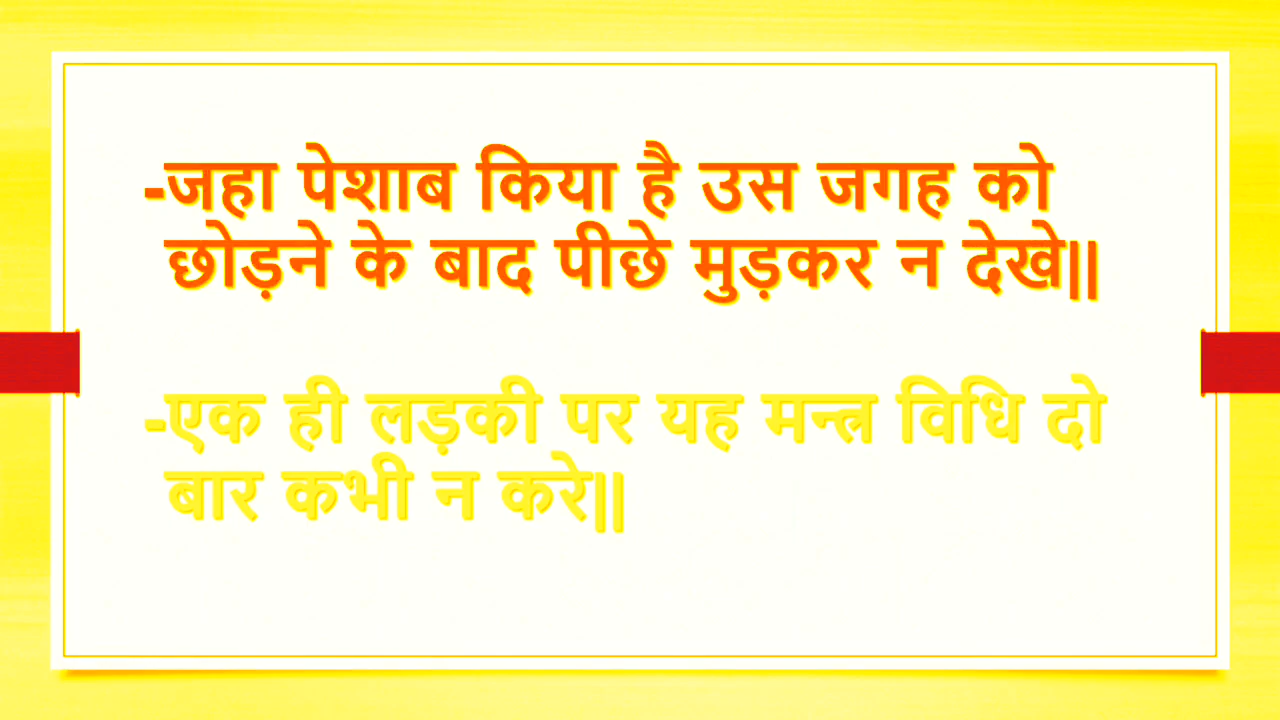 -जहा पेशाब किया है उस जगह को
छोड़ने के बाद पीछे मुड़कर न देखे||
-एक ही लड़की पर यह मन्त्र विधि दो
बार कभी न करे||